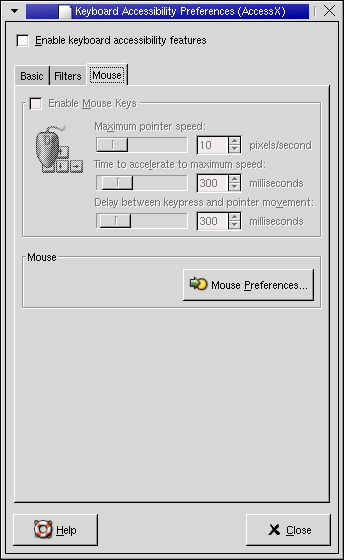 Keyboard Accessibility Preferences (AccessX)
Enable keyboard accessibility features
Basic Filters Mouse
Enable Mouse Keys
Maximum pointer speed:
10 pixels/second
Time to accelerate to maximum speed:
300 milliseconds
Delay between keypress and pointer movement:
300 milliseconds
Mouse
Mouse Preferences...
Help Close